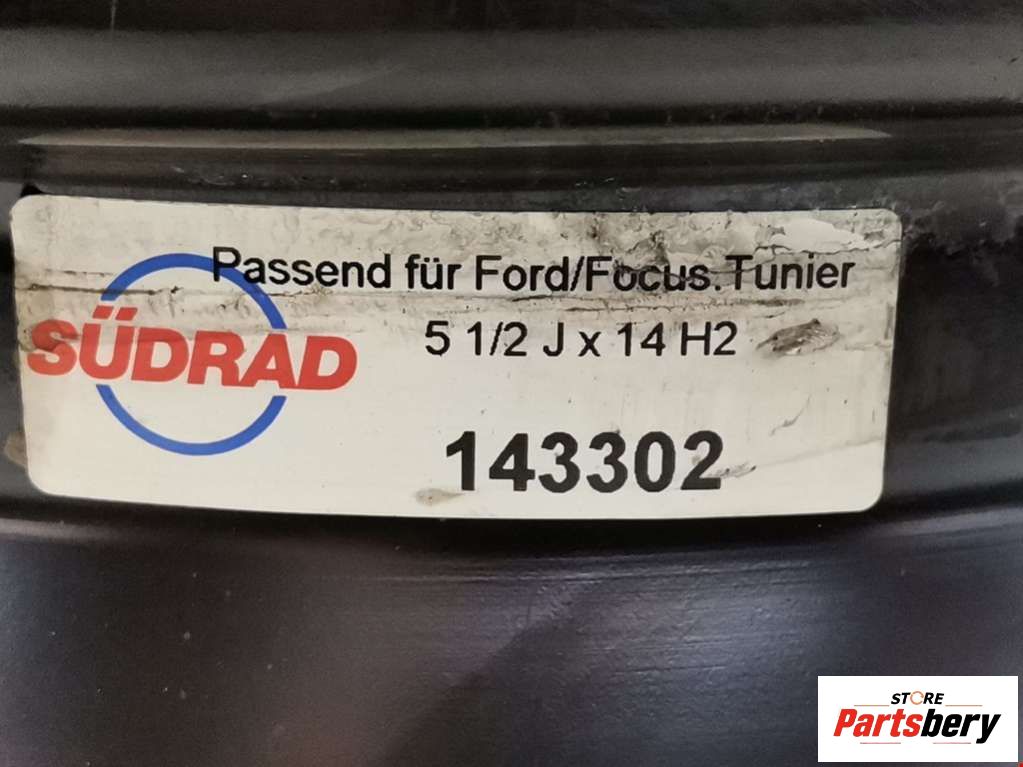 Passend für Ford/Focus.Tunier
SÜDRAD
5 1/2 J x 14 H2
143302
STORE
Partsbery